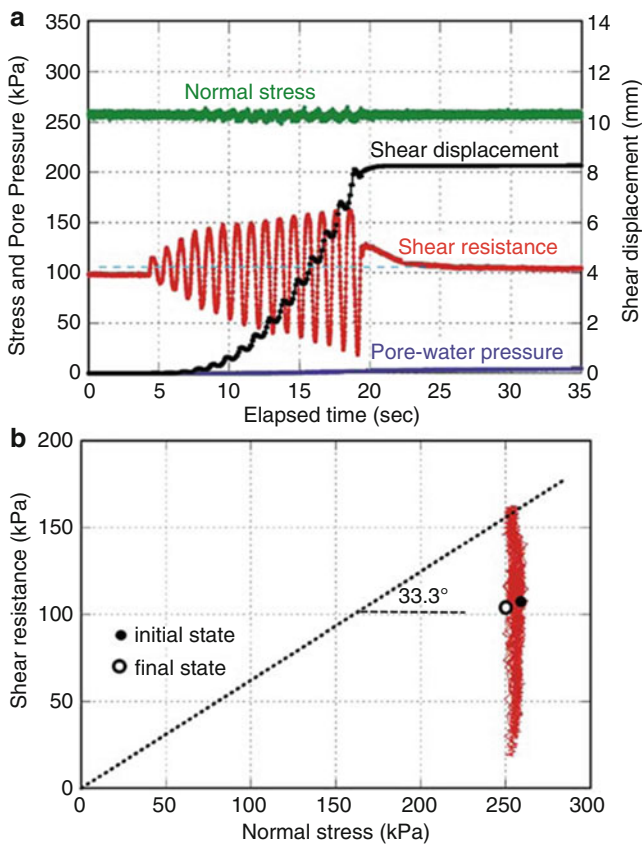 a
Stress and Pore Pressure (kPa)
350
300
250
200
150
100
50
0
Normal stress
Shear displacement
Shear resistance
Pore-water pressure
14
12
10
8
6
4
2
0
Shear displacement (mm)
0 5 10 15 20 25 30 35
Elapsed time (sec)
b
Shear resistance (kPa)
200
150
100
50
0
33.3°
initial state
final state
0 50 100 150 200 250 300
Normal stress (kPa)